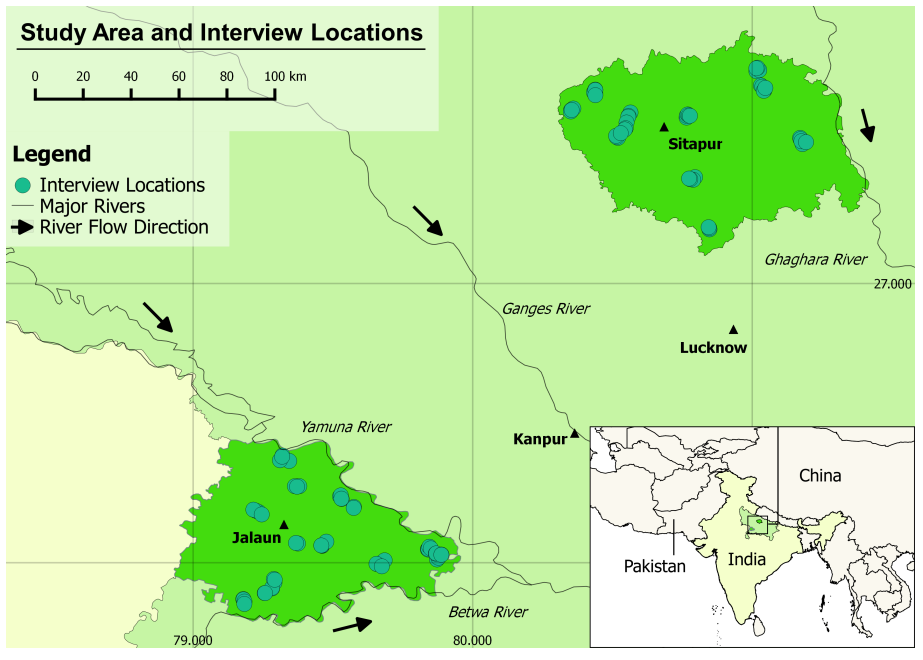 Study Area and Interview Locations
0 20 40 60 80 100 km
Legend
Interview Locations
Major Rivers
River Flow Direction
Sitapur
Ghaghara River
27.000
Ganges River
Lucknow
Yamuna River
Kanpur
China
Jalaun
Pakistan
India
Betwa River
79.000
80.000